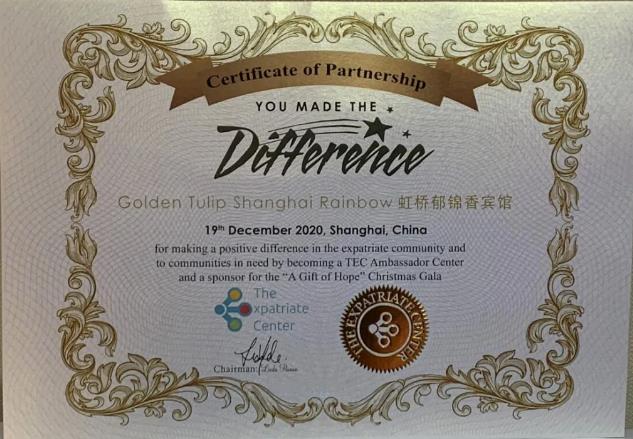 Certificate of Partnership
YOU MADE THE
Difference
Golden Tulip Shanghai Rainbow 虹桥郁锦香宾馆
19th December 2020, Shanghai, China
for making a positive difference in the expatriate community and
to communities in need by becoming a TEC Ambassador Center
and a sponsor for the “A Gift of Hope” Christmas Gala
The
expatriate
Center
THE EXPATRIATE CENTER
Chairman: